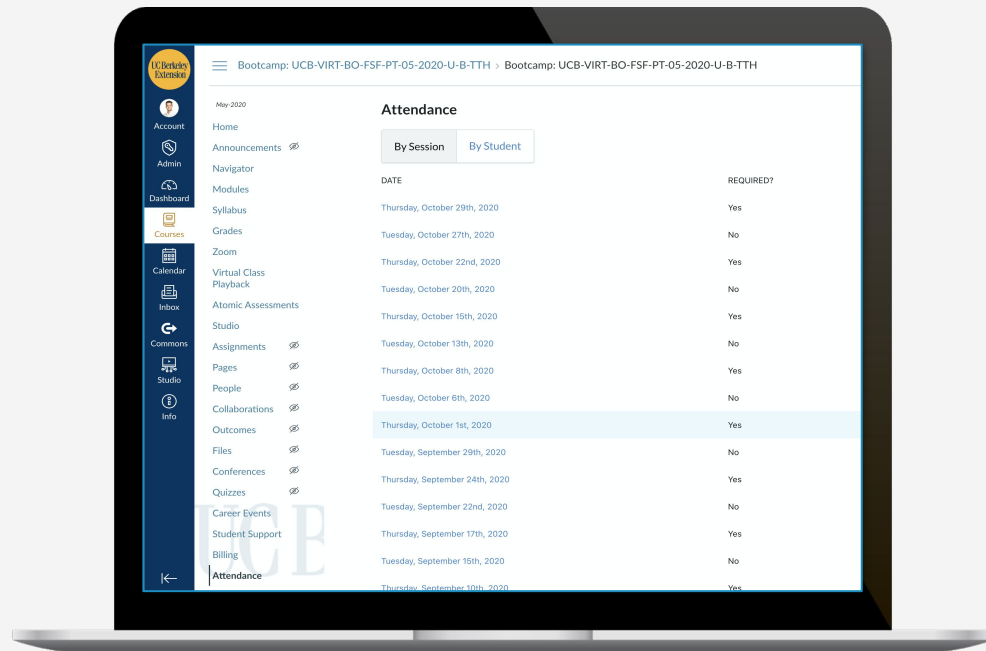 UC Berkeley
Extension
Account
Admin
Dashboard
Courses
Calendar
Inbox
Commons
Studio
Info
Bootcamp: UCB-VIRT-BO-FSF-PT-05-2020-U-B-TTH › Bootcamp: UCB-VIRT-BO-FSF-PT-05-2020-U-B-TTH
May-2020
Home
Announcements
Navigator
Modules
Syllabus
Grades
Zoom
Virtual Class
Playback
Atomic Assessments
Studio
Assignments
Pages
People
Collaborations
Outcomes
Files
Conferences
Quizzes
Career Events
Student Support
Billing
Attendance
UCB
Attendance
By Session By Student
DATE REQUIRED?
Thursday, October 29th, 2020 Yes
Tuesday, October 27th, 2020 No
Thursday, October 22nd, 2020 Yes
Tuesday, October 20th, 2020 No
Thursday, October 15th, 2020 Yes
Tuesday, October 13th, 2020 No
Thursday, October 8th, 2020 Yes
Tuesday, October 6th, 2020 No
Thursday, October 1st, 2020 Yes
Tuesday, September 29th, 2020 No
Thursday, September 24th, 2020 Yes
Tuesday, September 22nd, 2020 No
Thursday, September 17th, 2020 Yes
Tuesday, September 15th, 2020 No
Thursday, September 10th, 2020 Yes